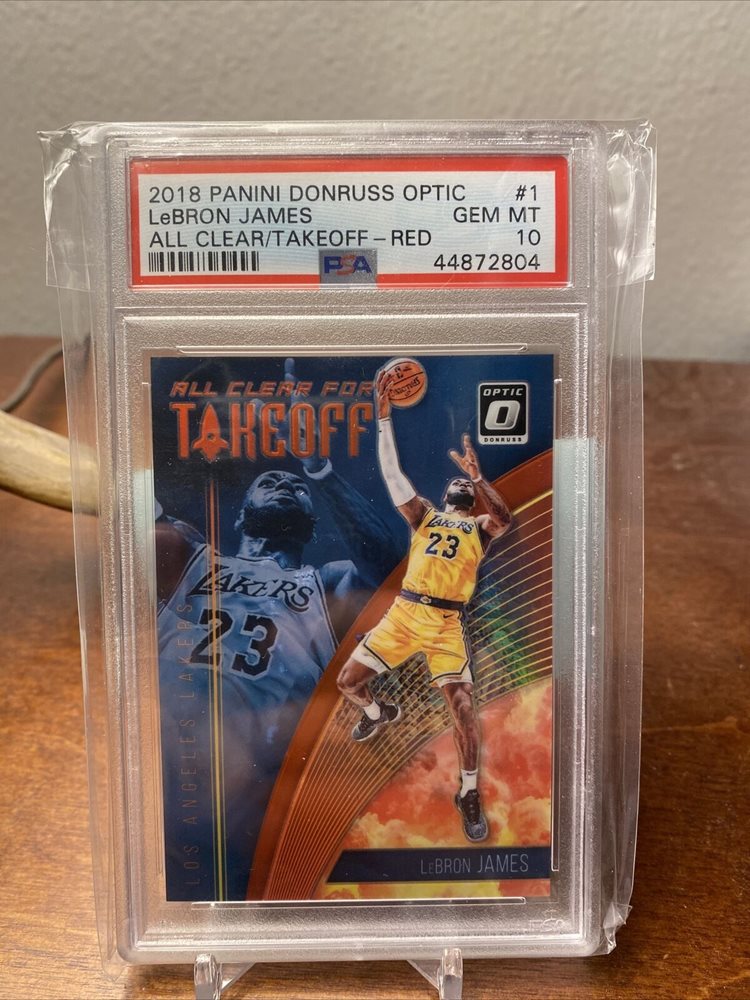 2018 PANINI DONRUSS OPTIC #1
LeBRON JAMES GEM MT
ALL CLEAR/TAKEOFF – RED 10
PSA 44872804
ALL CLEAR FOR
TAKEOFF
OPTIC
DONRUSS
LAKERS
23
LAKERS
23
LOS ANGELES LAKERS
LeBRON JAMES